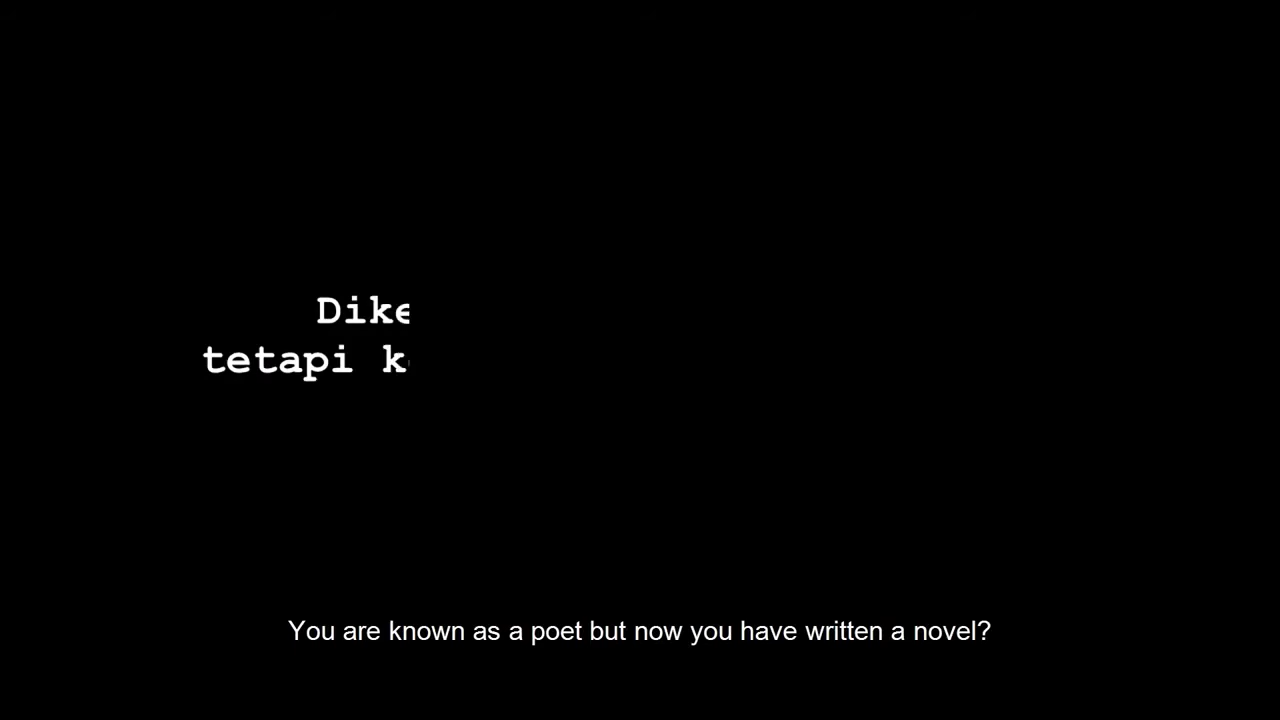 Dike
tetapi k
You are known as a poet but now you have written a novel?